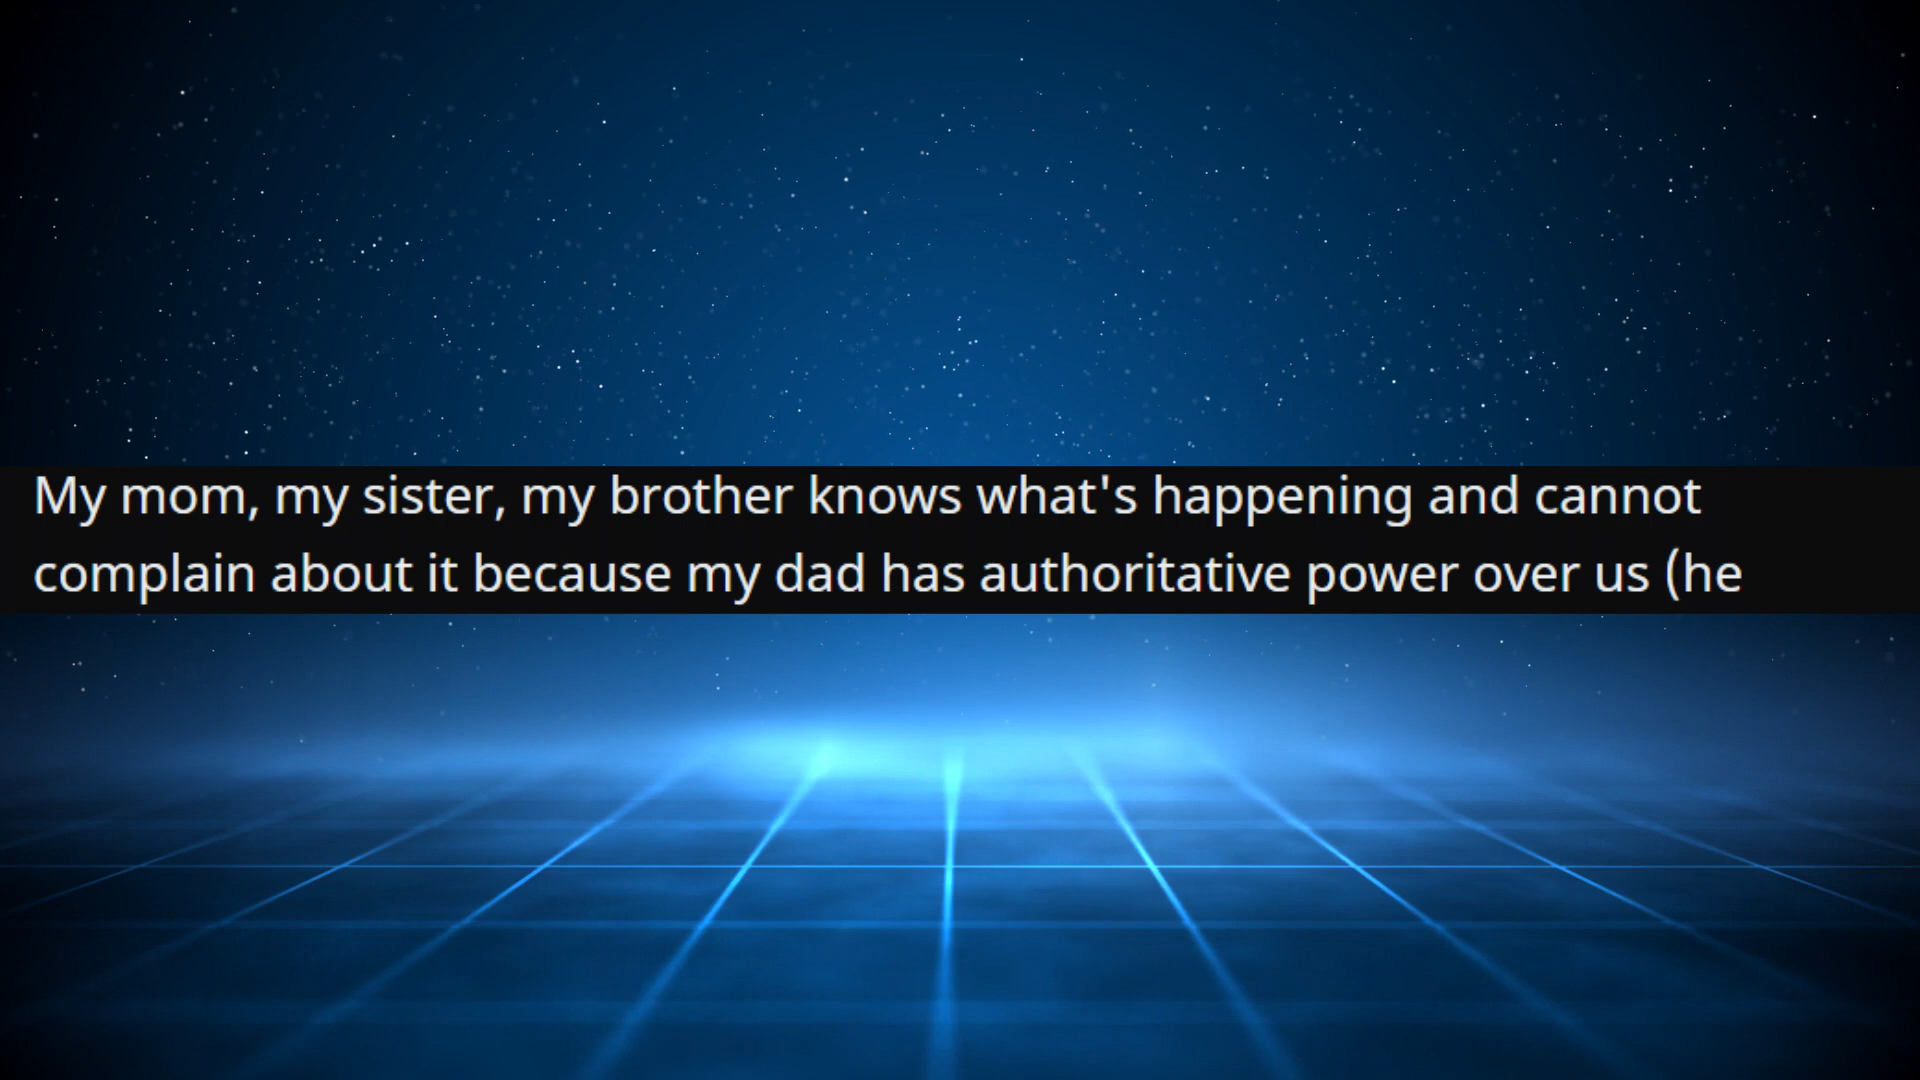 My mom, my sister, my brother knows what's happening and cannot
complain about it because my dad has authoritative power over us (he